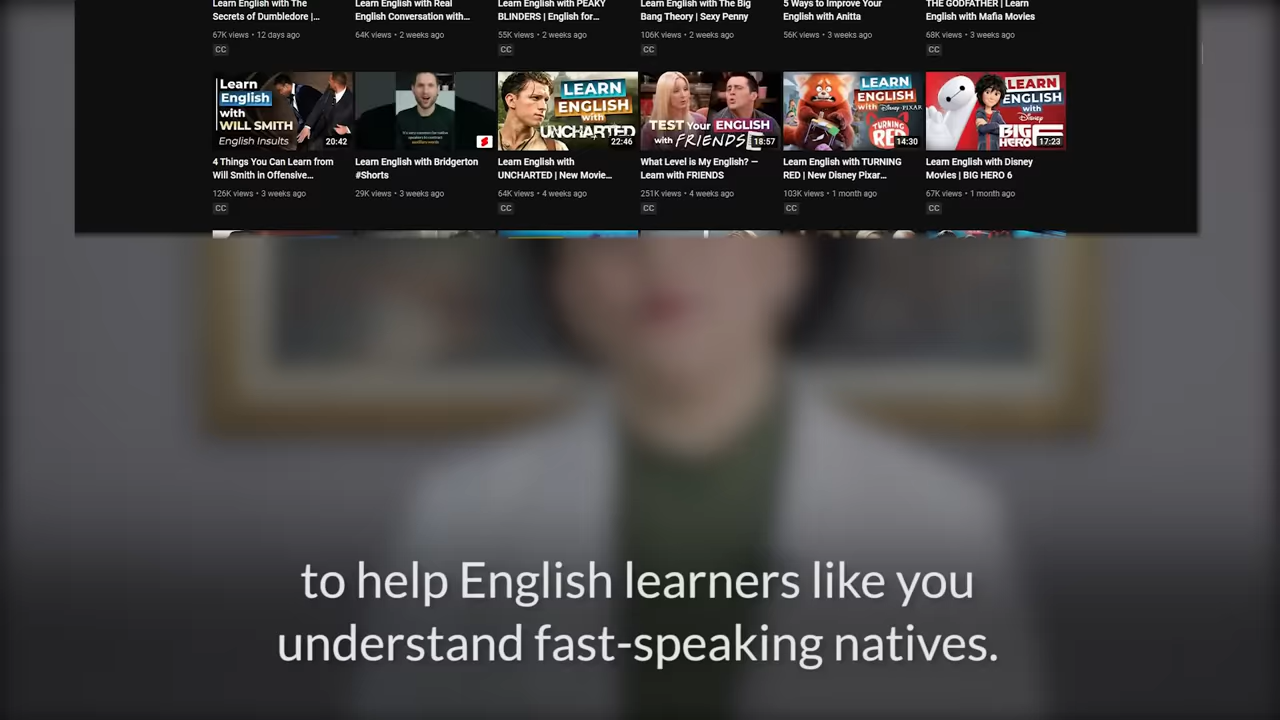 Learn English with The
Secrets of Dumbledore |...
67K views • 12 days ago
CC
Learn English with Real
English Conversation with...
64K views • 2 weeks ago
Learn English with PEAKY
BLINDERS | English for...
55K views • 2 weeks ago
CC
Learn English with The Big
Bang Theory | Sexy Penny
106K views • 2 weeks ago
CC
5 Ways to Improve Your
English with Anitta
56K views • 3 weeks ago
THE GODFATHER | Learn
English with Mafia Movies
68K views • 3 weeks ago
CC
Learn
English
with
WILL SMITH
English Insults
20:42
4 Things You Can Learn from
Will Smith in Offensive...
126K views • 3 weeks ago
CC
Learn English with Bridgerton
#Shorts
29K views • 3 weeks ago
LEARN
ENGLISH
with
UNCHARTED
22:46
Learn English with
UNCHARTED | New Movie...
64K views • 4 weeks ago
CC
TEST Your ENGLISH
with FRIENDS
18:57
What Level is My English? —
Learn with FRIENDS
251K views • 4 weeks ago
CC
LEARN
ENGLISH
with Disney PIXAR
TURNING
RED
14:30
Learn English with TURNING
RED | New Disney Pixar...
103K views • 1 month ago
CC
LEARN
ENGLISH
with
Disney
BIG
HERO
17:23
Learn English with Disney
Movies | BIG HERO 6
67K views • 1 month ago
CC
to help English learners like you
understand fast-speaking natives.